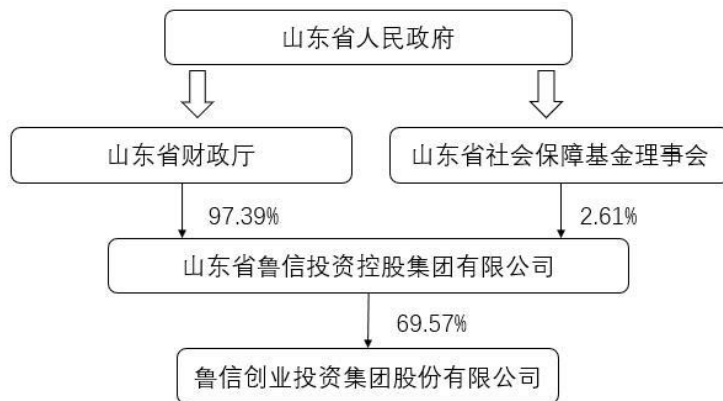 山东省人民政府
山东省财政厅
山东省社会保障基金理事会
97.39%
2.61%
山东省鲁信投资控股集团有限公司
69.57%
鲁信创业投资集团股份有限公司